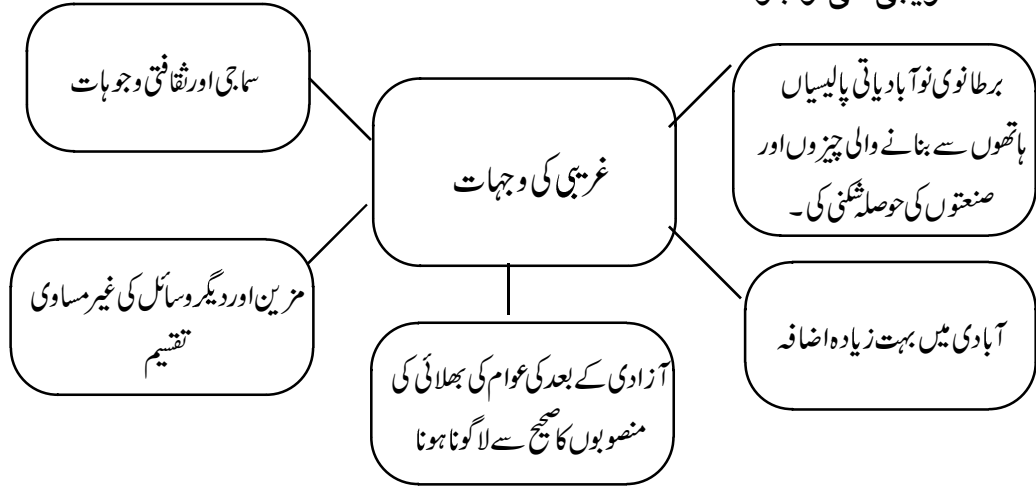 برطانوی نوآبادیاتی پالیسیاں
ہاتھوں سے بنانے والی چیزوں اور
صنعتوں کی حوصلہ شکنی کی۔
سماجی اور ثقافتی وجوہات
غریبی کی وجہات
آبادی میں بہت زیادہ اضافہ
مزین اور دیگر وسائل کی غیر مساوی
تقسیم
آزادی کے بعد کی عوام کی بھلائی کی
منصوبوں کا صحیح سے لاگو نا ہونا